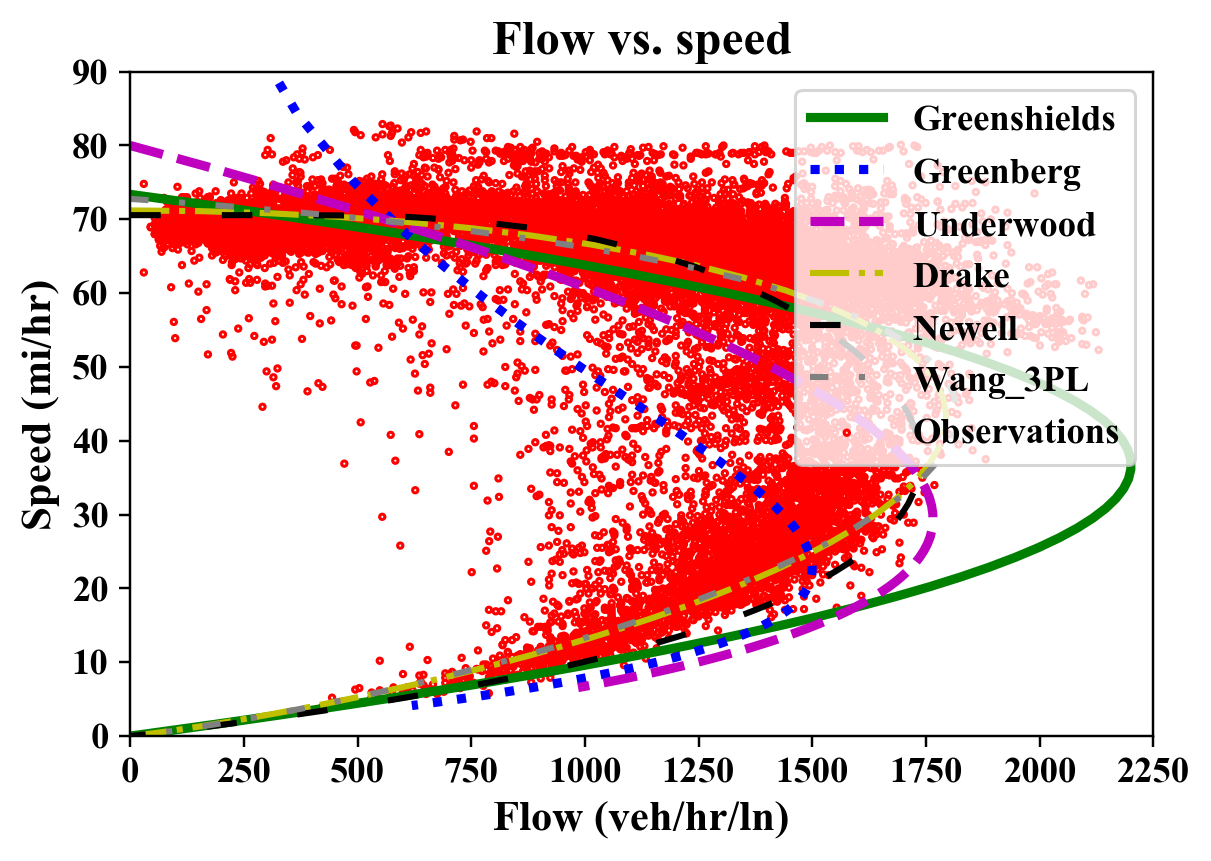 Flow vs. speed
90
80
70
60
50
40
30
20
10
0
Speed (mi/hr)
Greenshields
Greenberg
Underwood
Drake
Newell
Wang_3PL
Observations
0 250 500 750 1000 1250 1500 1750 2000 2250
Flow (veh/hr/ln)